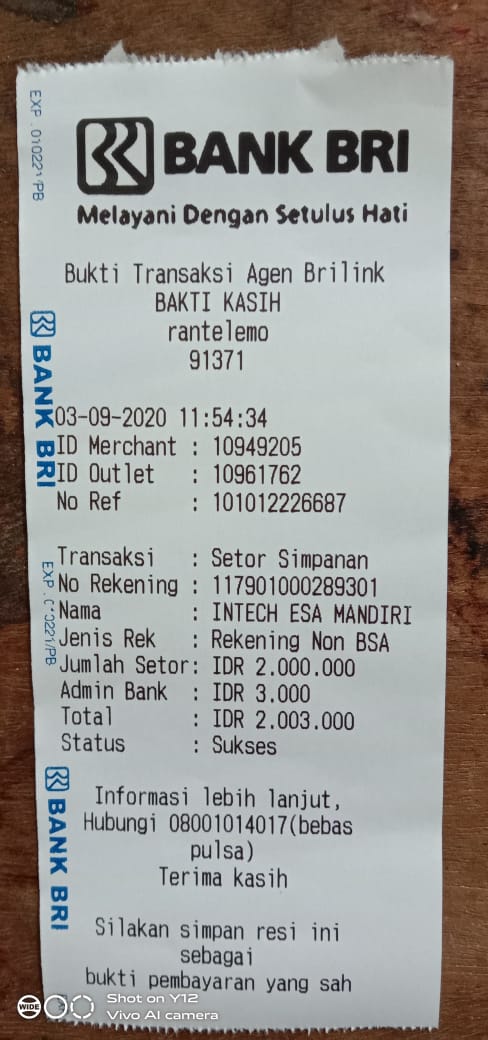 BANK BRI
Melayani Dengan Setulus Hati
Bukti Transaksi Agen Brilink
BAKTI KASIH
rantelemo
91371
03-09-2020 11:54:34
ID Merchant : 10949205
ID Outlet : 10961762
No Ref : 101012226687
Transaksi : Setor Simpanan
No Rekening : 117901000289301
Nama : INTECH ESA MANDIRI
Jenis Rek : Rekening Non BSA
Jumlah Setor: IDR 2.000.000
Admin Bank : IDR 3.000
Total : IDR 2.003.000
Status : Sukses
Informasi lebih lanjut,
Hubungi 08001014017(bebas
pulsa)
Terima kasih
Silakan simpan resi ini
sebagai
bukti pembayaran yang sah
EXP . 010221/PB
BANK BRI
EXP .
BANK BRI
WIDE
Shot on Y12
Vivo AI camera